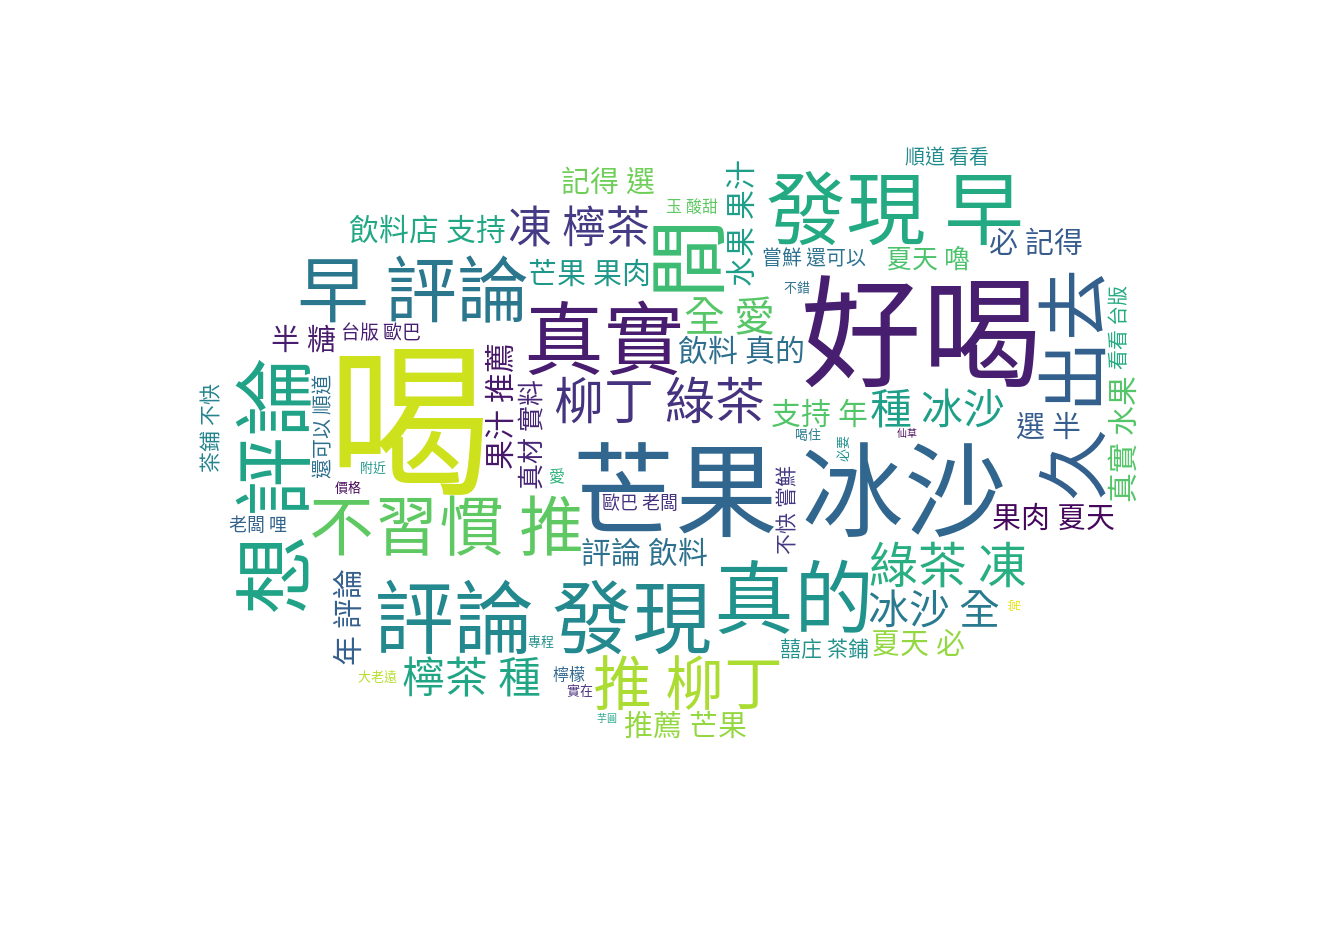 順道 看看
記得 選
水果 果汁
發現 早
玉 酸甜
飲料店 支持
凍 檸茶
間
必 記得
嘗鮮 還可以
夏天 嚕
早 評論
芒果 果肉
不錯
好喝
久 出去
看看 台版
全 愛
真實
半 糖
台版 歐巴
飲料 真的
喝
果汁 推薦
柳丁 綠茶
真材 實料
支持 年
種 冰沙
真實 水果
選 半
評論
還可以 順道
茶鋪 不快
喝住
仙草
必要
附近
愛
價格
芒果 冰沙
歐巴 老闆
不快 嘗鮮
果肉 夏天
老闆 哩
不習慣 推
評論 飲料
想
綠茶 凍
真的
年 評論
評論 發現
冰沙 全
專程
囍庄 茶鋪
夏天 必
檸茶 種
大老遠
檸檬
實在
推 柳丁
芋圓
推薦 芒果